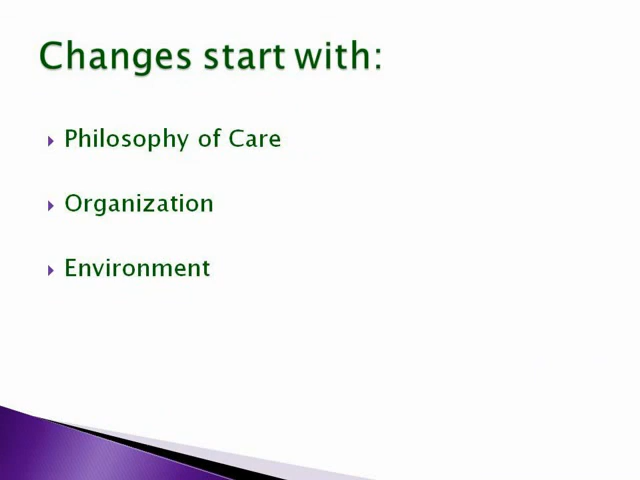 Changes start with:
Philosophy of Care
Organization
Environment